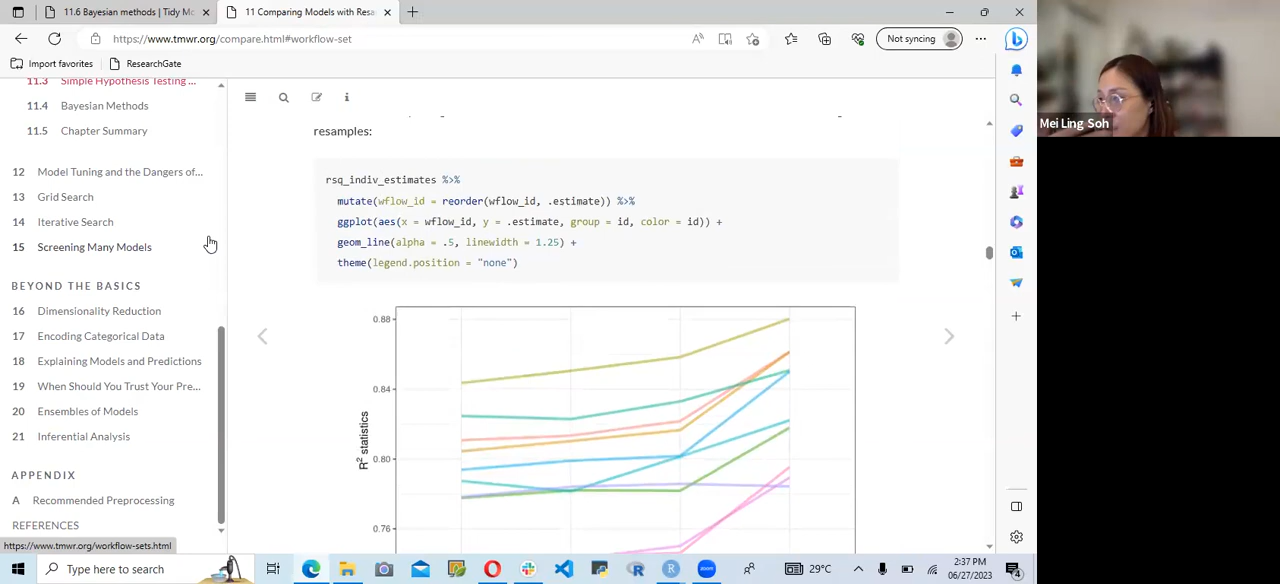 11.6 Bayesian methods | Tidy Mo
11 Comparing Models with Resa
https://www.tmwr.org/compare.html#workflow-set
Not syncing
Import favorites
ResearchGate
Mei Ling Soh
11.3 Simple Hypothesis Testing ...
11.4 Bayesian Methods
11.5 Chapter Summary
12 Model Tuning and the Dangers of...
13 Grid Search
14 Iterative Search
15 Screening Many Models
BEYOND THE BASICS
16 Dimensionality Reduction
17 Encoding Categorical Data
18 Explaining Models and Predictions
19 When Should You Trust Your Pre...
20 Ensembles of Models
21 Inferential Analysis
APPENDIX
A Recommended Preprocessing
REFERENCES
https://www.tmwr.org/workflow-sets.html
resamples:
rsq_indiv_estimates %>%
mutate(wflow_id = reorder(wflow_id, .estimate)) %>%
ggplot(aes(x = wflow_id, y = .estimate, group = id, color = id)) +
geom_line(alpha = .5, linewidth = 1.25) +
theme(legend.position = "none")
R2 statistics
0.88
0.84
0.80
0.76
Type here to search
29°C
2:37 PM
06/27/2023
4